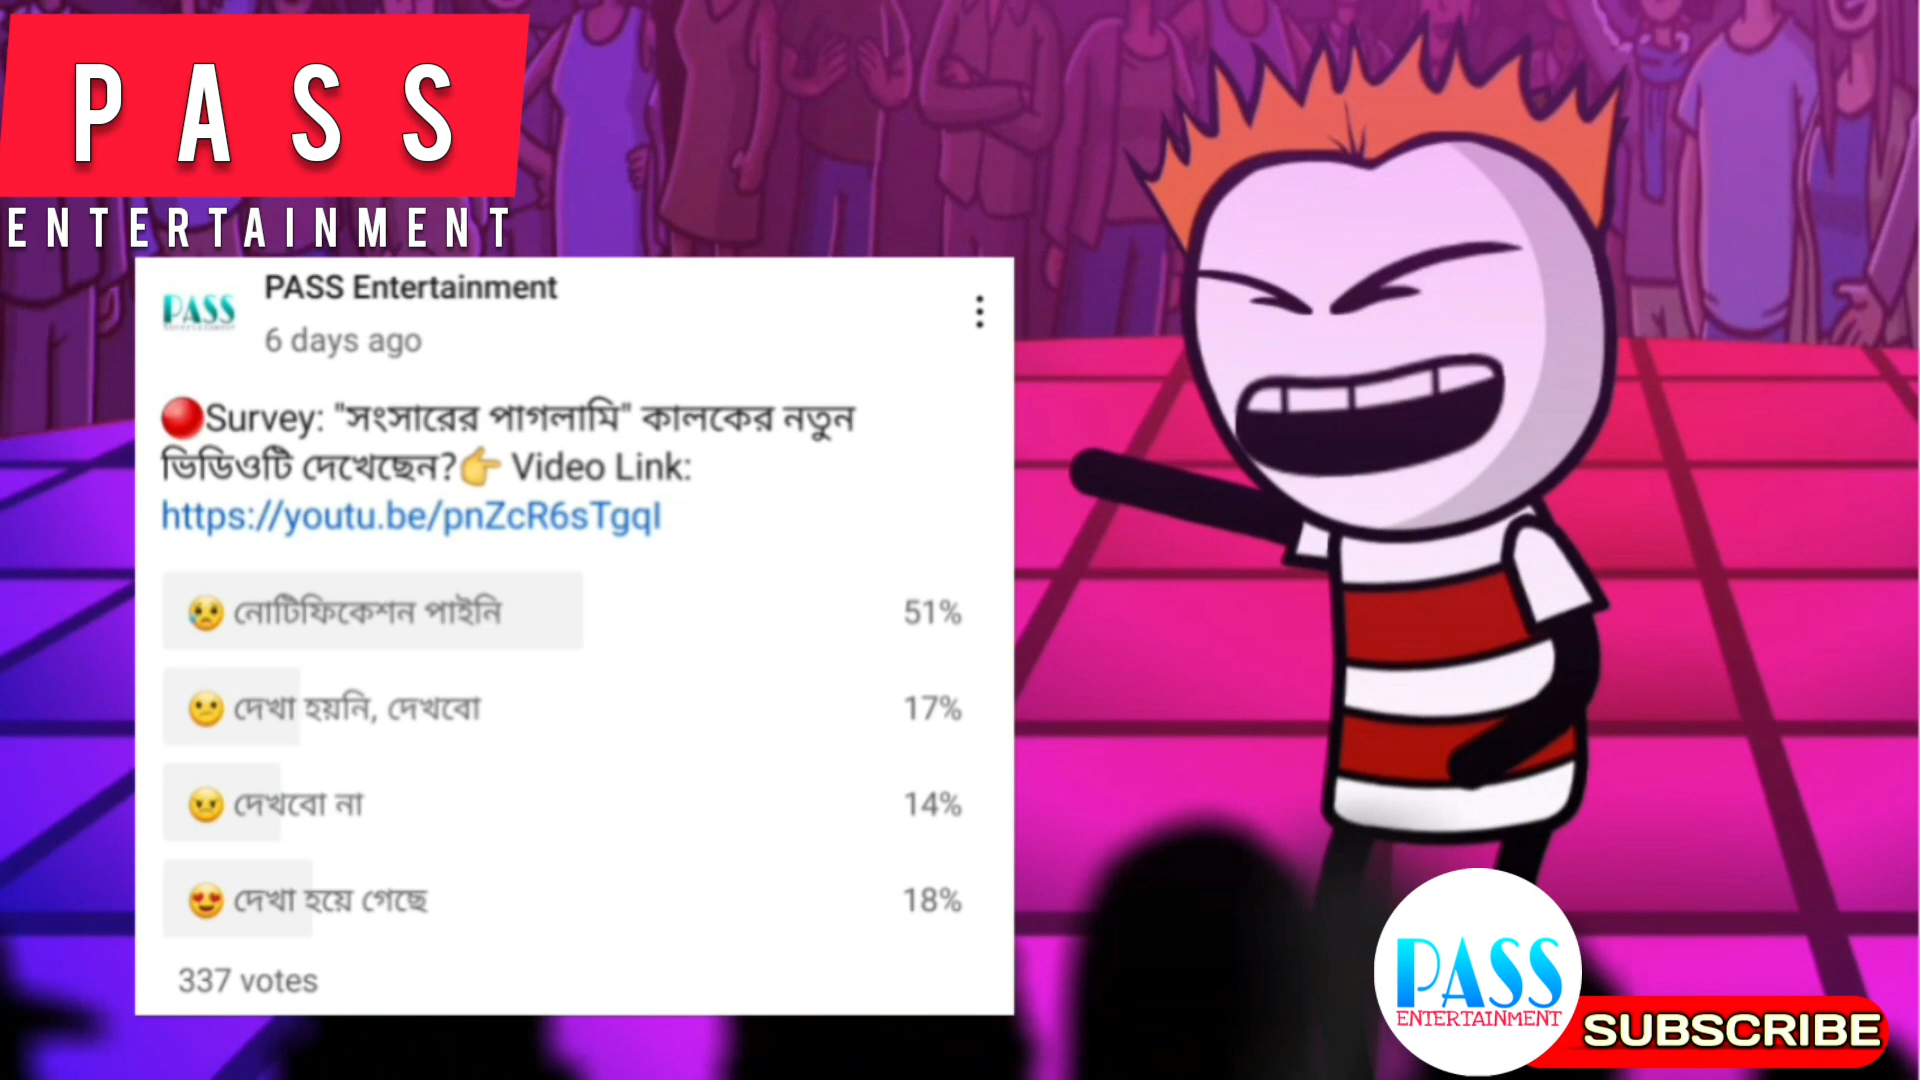 PASS
ENTERTAINMENT
PASS
PASS Entertainment
6 days ago
🔴Survey: "সংসারের পাগলামি" কালকের নতুন
ভিডিওটি দেখেছেন?👉 Video Link:
https://youtu.be/pnZcR6sTgqI
😥 নোটিফিকেশন পাইনি 51%
😕 দেখা হয়নি, দেখবো 17%
😠 দেখবো না 14%
😍 দেখা হয়ে গেছে 18%
337 votes
PASS
ENTERTAINMENT
SUBSCRIBE